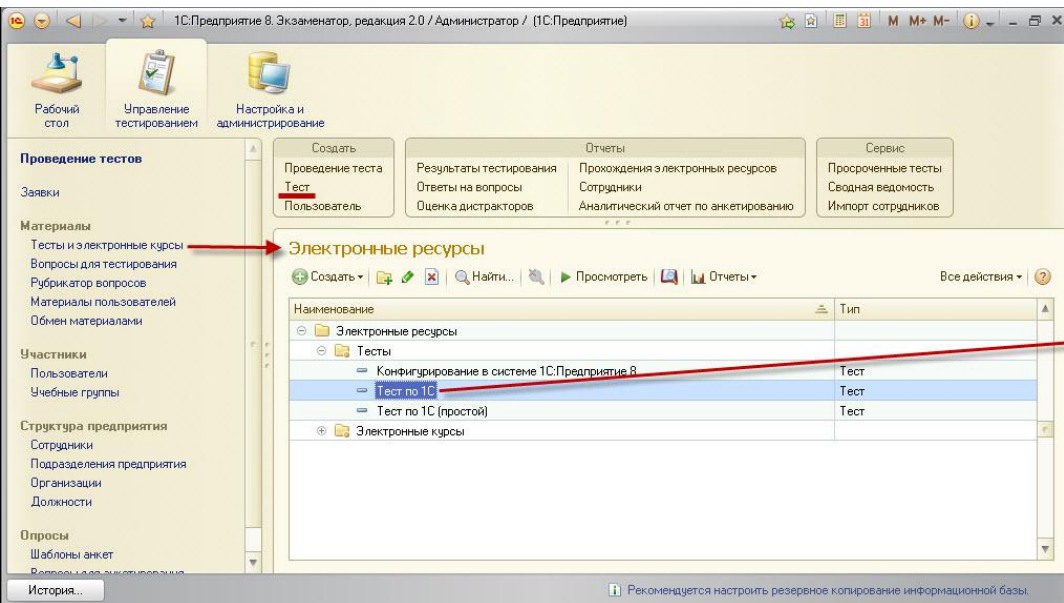 1С:Предприятие 8. Экзаменатор, редакция 2.0 / Администратор / (1С:Предприятие)
M M+ M-
Рабочий стол
Управление тестированием
Настройка и администрирование
Проведение тестов
Заявки
Материалы
Тесты и электронные курсы
Вопросы для тестирования
Рубрикатор вопросов
Материалы пользователей
Обмен материалами
Участники
Пользователи
Учебные группы
Структура предприятия
Сотрудники
Подразделения предприятия
Организации
Должности
Опросы
Шаблоны анкет
Создать
Проведение теста
Тест
Пользователь
Отчеты
Результаты тестирования
Ответы на вопросы
Оценка дистракторов
Прохождения электронных ресурсов
Сотрудники
Аналитический отчет по анкетированию
Сервис
Просроченные тесты
Сводная ведомость
Импорт сотрудников
Электронные ресурсы
Создать Найти... Просмотреть Отчеты Все действия
Наименование Тип
Электронные ресурсы
Тесты
Конфигурирование в системе 1С:Предприятие 8 Тест
Тест по 1С Тест
Тест по 1С (простой) Тест
Электронные курсы
История... Рекомендуется настроить резервное копирование информационной базы.